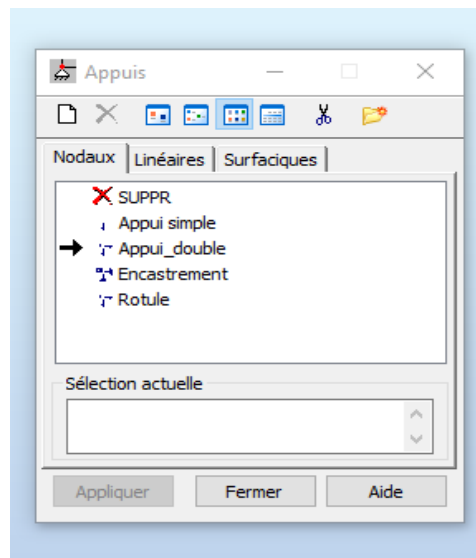 Appuis
Nodaux Linéaires Surfaciques
SUPPR
Appui simple
Appui_double
Encastrement
Rotule
Sélection actuelle
Appliquer Fermer Aide